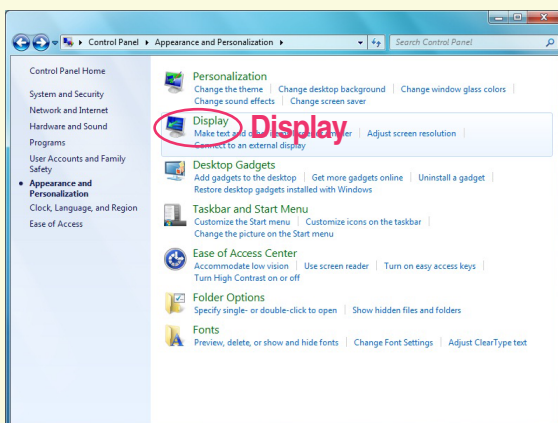 Control Panel ▸ Appearance and Personalization ▸
Search Control Panel
Control Panel Home
System and Security
Network and Internet
Hardware and Sound
Programs
User Accounts and Family
Safety
Appearance and
Personalization
Clock, Language, and Region
Ease of Access
Personalization
Change the theme | Change desktop background | Change window glass colors |
Change sound effects | Change screen saver
Display Display
Make text and other | Adjust screen resolution |
Connect to an external display
Desktop Gadgets
Add gadgets to the desktop | Get more gadgets online | Uninstall a gadget |
Restore desktop gadgets installed with Windows
Taskbar and Start Menu
Customize the Start menu | Customize icons on the taskbar |
Change the picture on the Start menu
Ease of Access Center
Accommodate low vision | Use screen reader | Turn on easy access keys |
Turn High Contrast on or off
Folder Options
Specify single- or double-click to open | Show hidden files and folders
Fonts
Preview, delete, or show and hide fonts | Change Font Settings | Adjust ClearType text